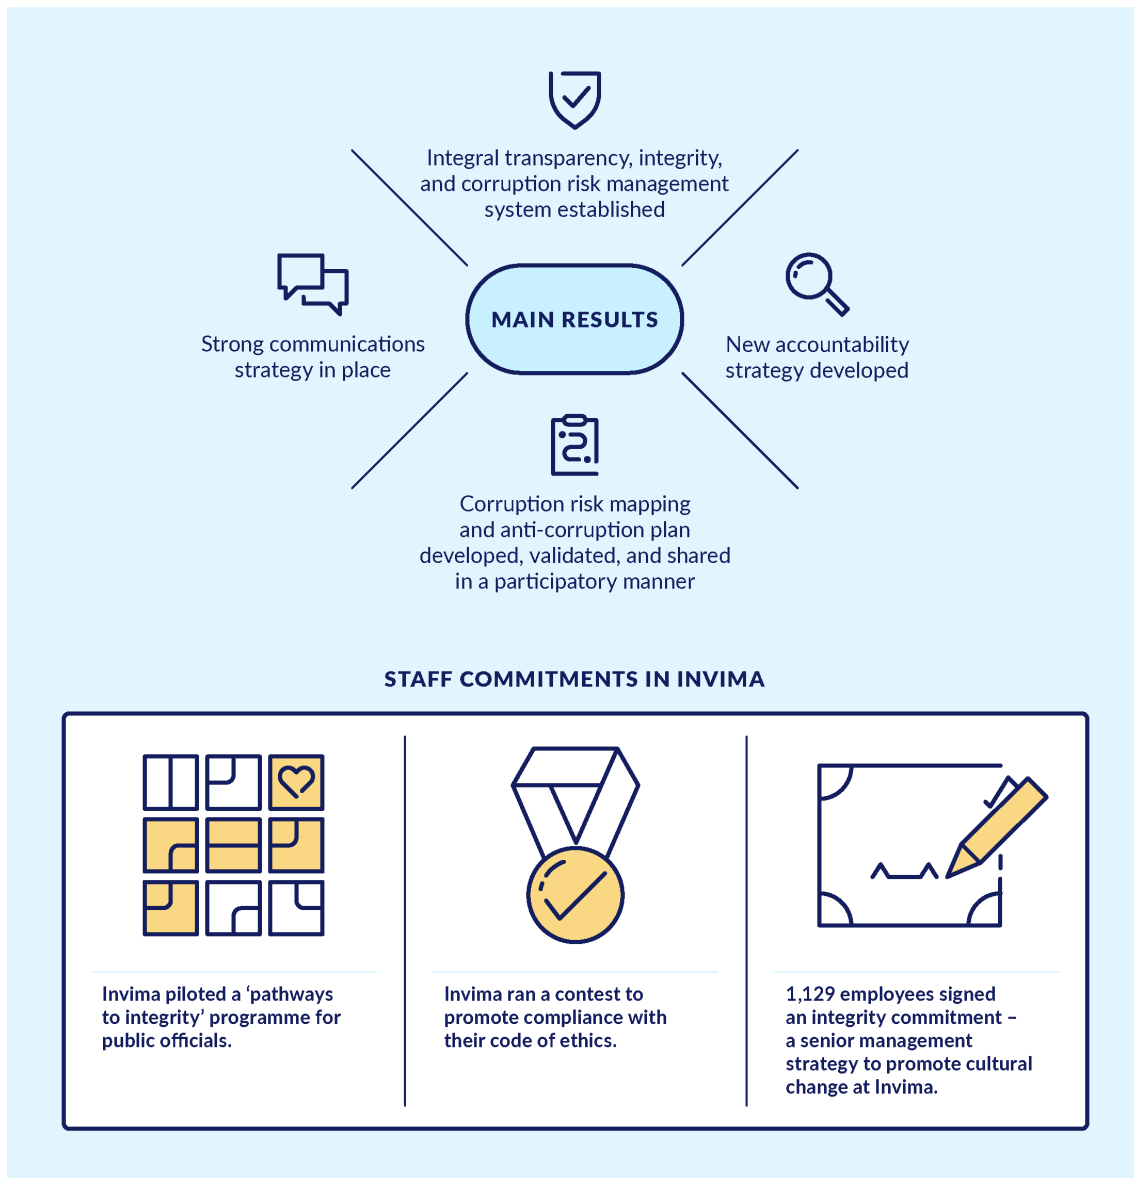 Integral transparency, integrity,
and corruption risk management
system established
Strong communications
strategy in place
MAIN RESULTS
New accountability
strategy developed
Corruption risk mapping
and anti-corruption plan
developed, validated, and shared
in a participatory manner
STAFF COMMITMENTS IN INVIMA
Invima piloted a ‘pathways
to integrity’ programme for
public officials.
Invima ran a contest to
promote compliance with
their code of ethics.
1,129 employees signed
an integrity commitment –
a senior management
strategy to promote cultural
change at Invima.